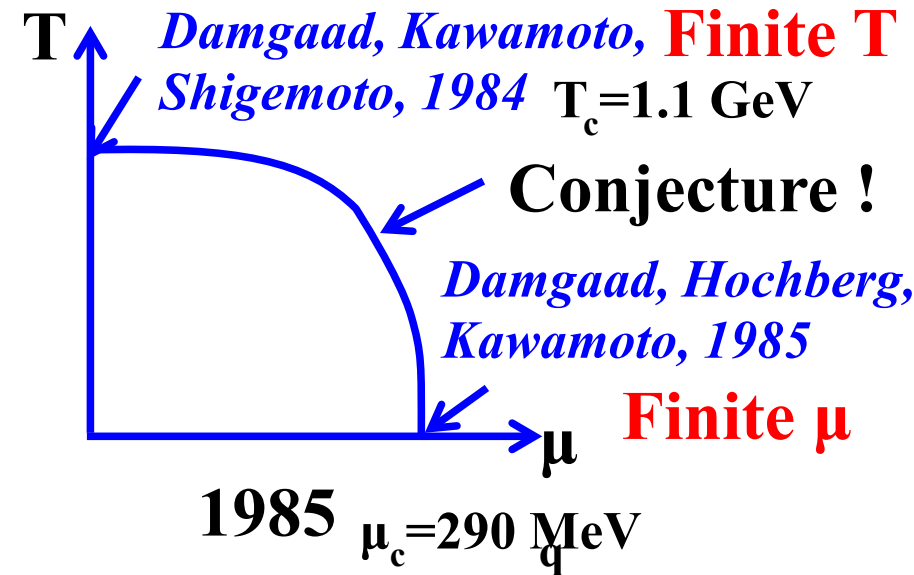 T
Damgaad, Kawamoto, Finite T
Shigemoto, 1984 Tc=1.1 GeV
Conjecture !
Damgaad, Hochberg,
Kawamoto, 1985
Finite μ
μ
1985 μc=290 MeV
q